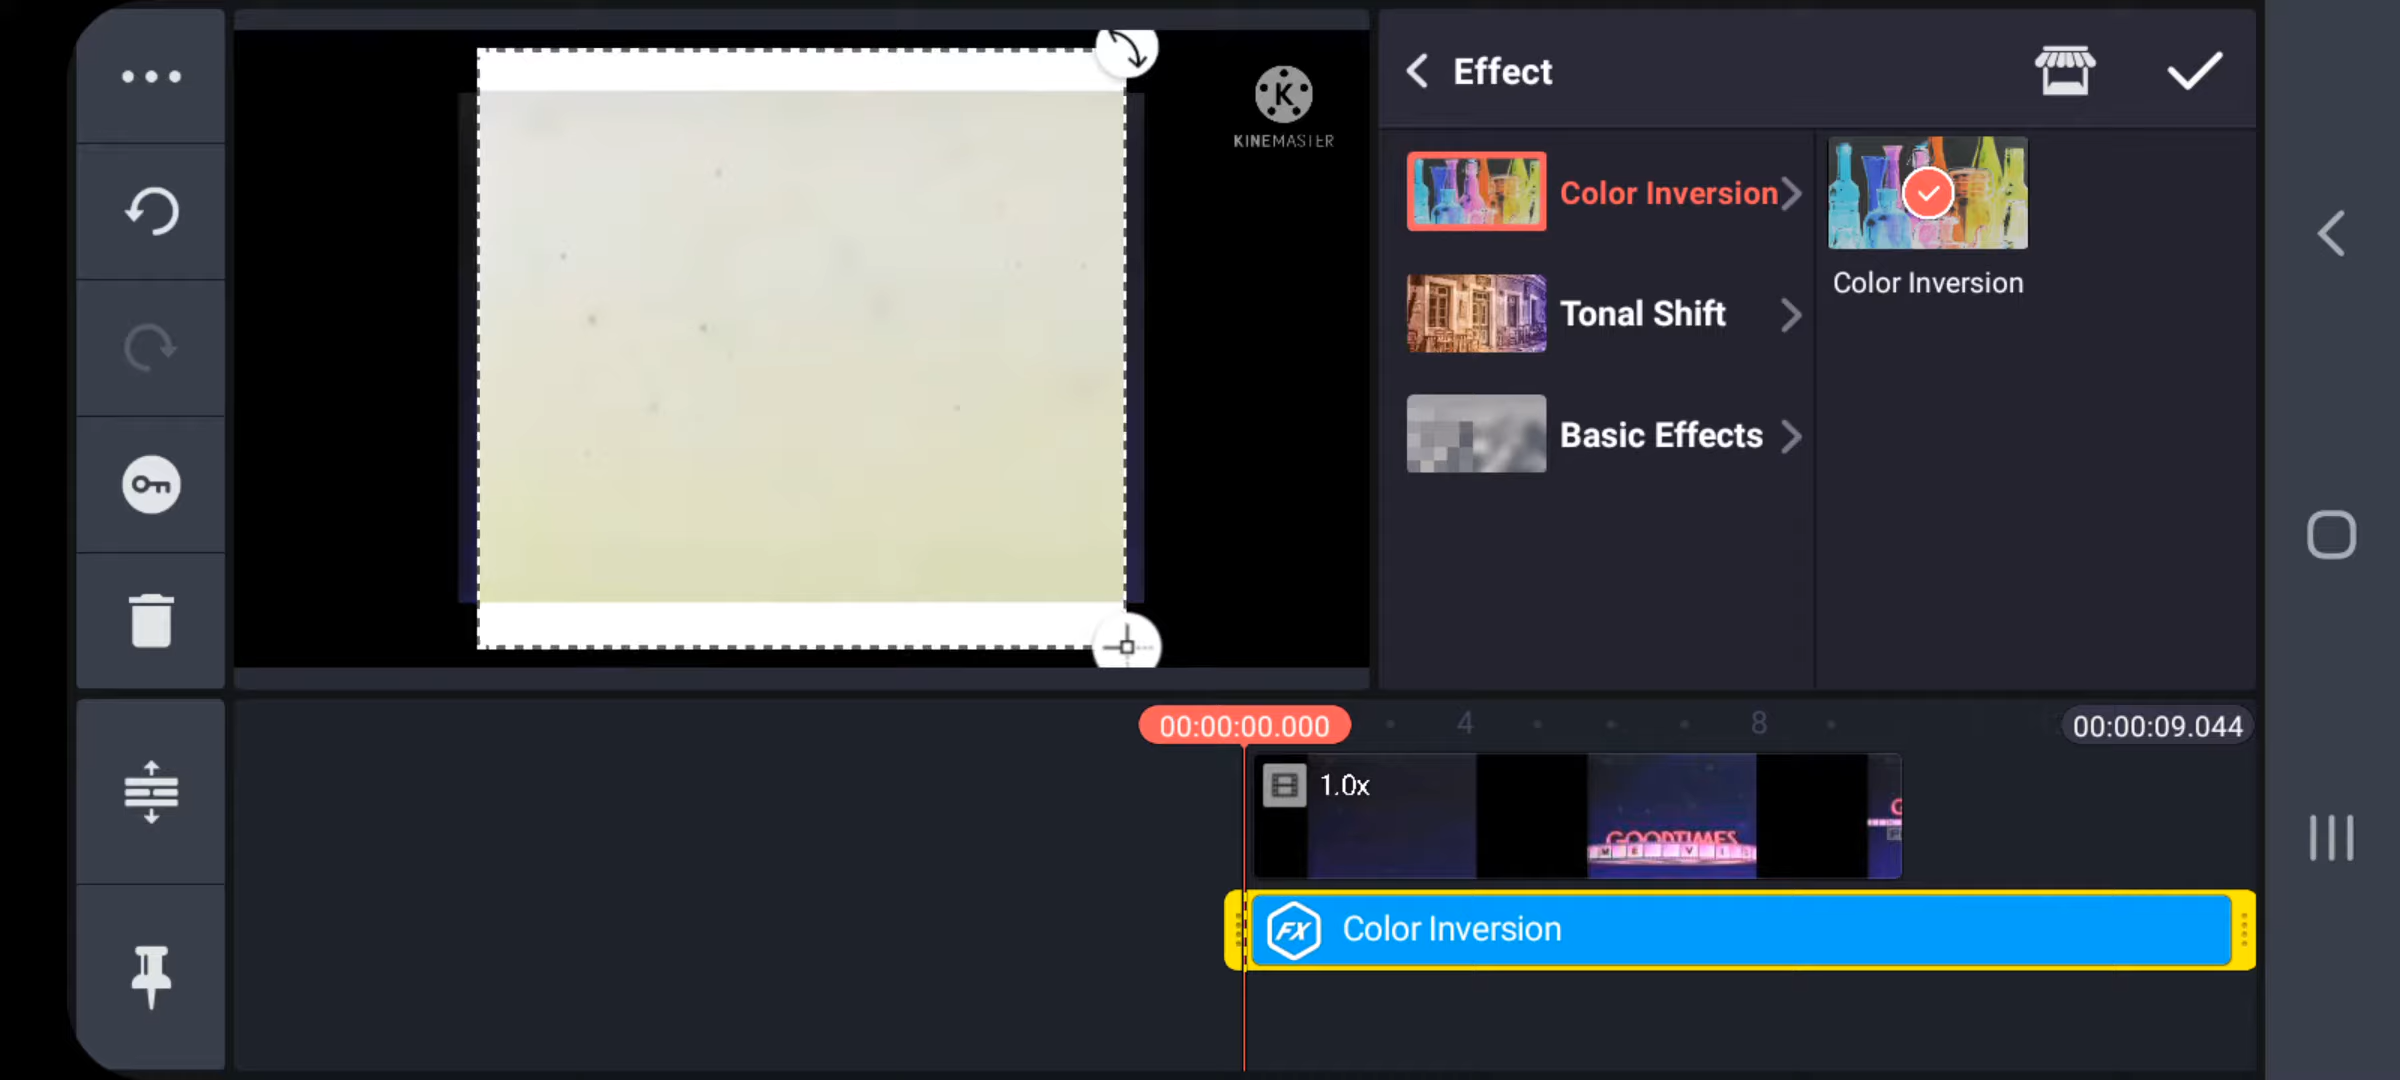 K
KINEMASTER
Effect
Color Inversion
Color Inversion
Tonal Shift
Basic Effects
00:00:00.000
4
8
00:00:09.044
1.0x
GOODTIMES
M E V I
FX
Color Inversion